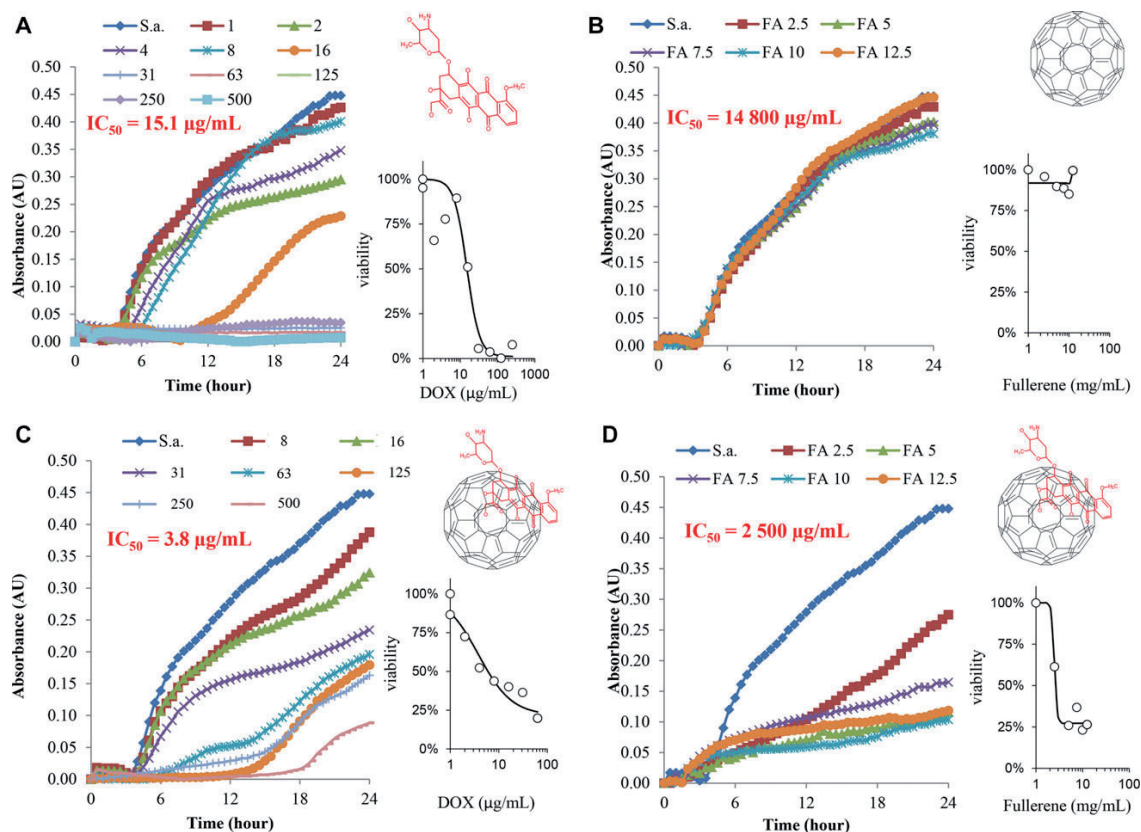 A
S.a. 1 2
4 8 16
31 63 125
250 500
IC50 = 15.1 µg/mL
Absorbance (AU)
0.50
0.45
0.40
0.35
0.30
0.25
0.20
0.15
0.10
0.05
0.00
0 6 12 18 24
Time (hour)
viability
100%
75%
50%
25%
0%
1 10 100 1000
DOX (µg/mL)
B
S.a. FA 2.5 FA 5
FA 7.5 FA 10 FA 12.5
IC50 = 14 800 µg/mL
Absorbance (AU)
0.50
0.45
0.40
0.35
0.30
0.25
0.20
0.15
0.10
0.05
0.00
0 6 12 18 24
Time (hour)
viability
100%
75%
50%
25%
0%
1 10 100
Fullerene (mg/mL)
C
S.a. 8 16
31 63 125
250 500
IC50 = 3.8 µg/mL
Absorbance (AU)
0.50
0.45
0.40
0.35
0.30
0.25
0.20
0.15
0.10
0.05
0.00
0 6 12 18 24
Time (hour)
viability
100%
75%
50%
25%
0%
1 10 100
DOX (µg/mL)
D
S.a. FA 2.5 FA 5
FA 7.5 FA 10 FA 12.5
IC50 = 2 500 µg/mL
Absorbance (AU)
0.50
0.45
0.40
0.35
0.30
0.25
0.20
0.15
0.10
0.05
0.00
0 6 12 18 24
Time (hour)
viability
100%
75%
50%
25%
0%
1 10 100
Fullerene (mg/mL)